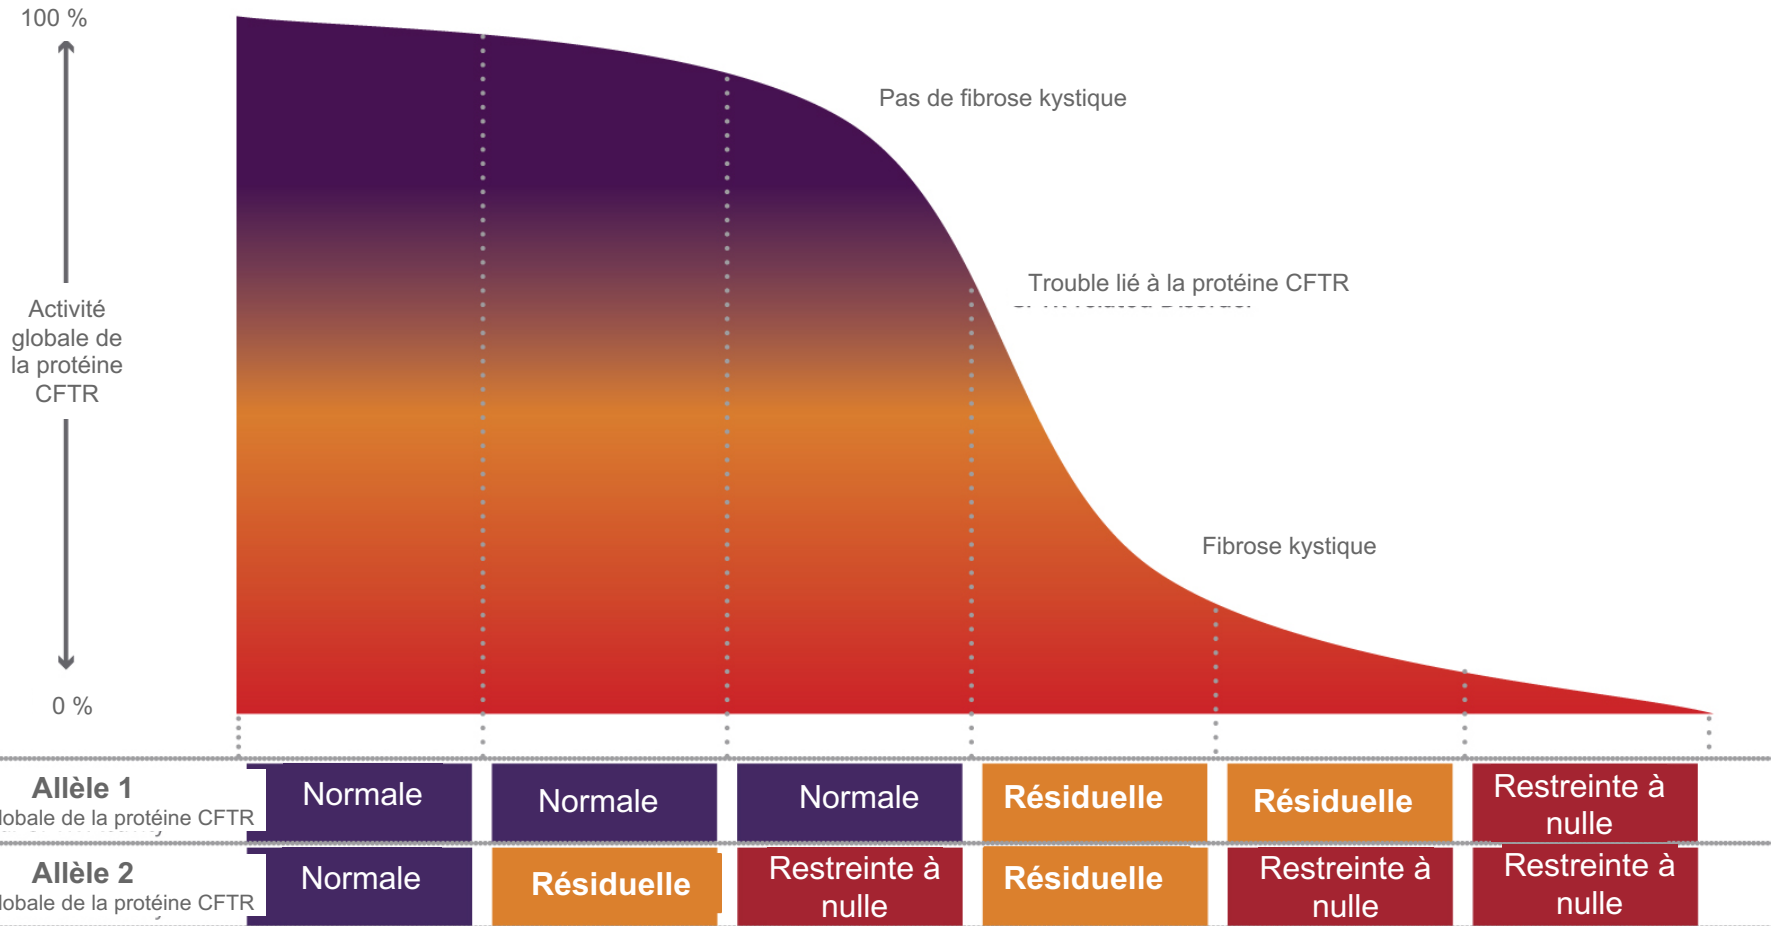 100 %
Pas de fibrose kystique
Trouble lié à la protéine CFTR
Activité
globale de
la protéine
CFTR
Fibrose kystique
0 %
Allèle 1
globale de la protéine CFTR
Normale
Normale
Normale
Résiduelle
Résiduelle
Restreinte à
nulle
Allèle 2
globale de la protéine CFTR
Normale
Résiduelle
Restreinte à
nulle
Résiduelle
Restreinte à
nulle
Restreinte à
nulle